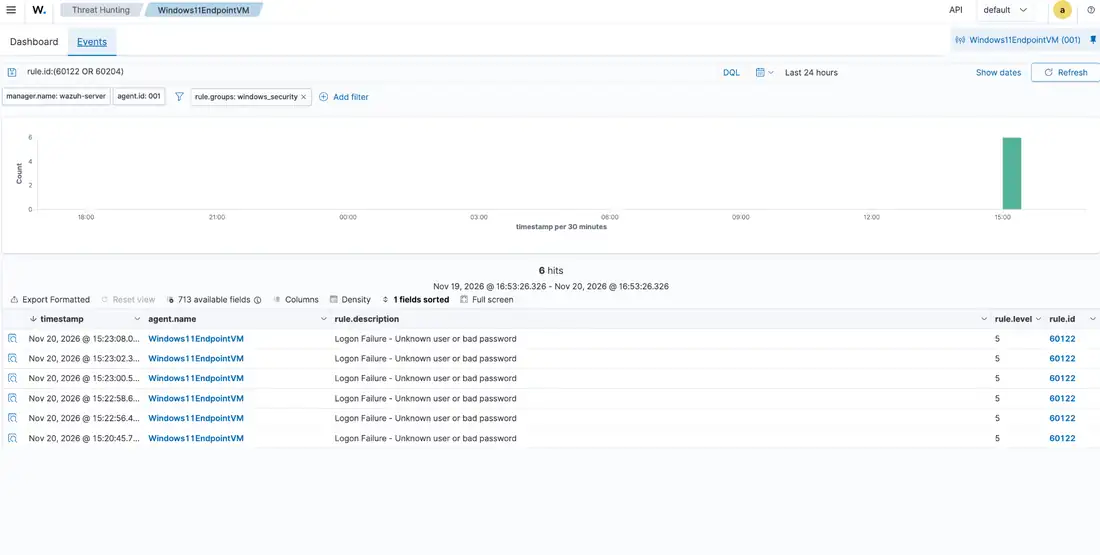 W. Threat Hunting Windows11EndpointVM API default a
Dashboard Events Windows11EndpointVM (001)
rule.id:(60122 OR 60204) DQL Last 24 hours Show dates Refresh
manager.name: wazuh-server agent.id: 001 rule.groups: windows_security × Add filter
Count
6
4
2
0
18:00 21:00 00:00 03:00 06:00 09:00 12:00 15:00
timestamp per 30 minutes
6 hits
Nov 19, 2026 @ 16:53:26.326 - Nov 20, 2026 @ 16:53:26.326
Export Formatted Reset view 713 available fields Columns Density 1 fields sorted Full screen
timestamp agent.name rule.description rule.level rule.id
Nov 20, 2026 @ 15:23:08.0... Windows11EndpointVM Logon Failure - Unknown user or bad password 5 60122
Nov 20, 2026 @ 15:23:02.3... Windows11EndpointVM Logon Failure - Unknown user or bad password 5 60122
Nov 20, 2026 @ 15:23:00.5... Windows11EndpointVM Logon Failure - Unknown user or bad password 5 60122
Nov 20, 2026 @ 15:22:58.6... Windows11EndpointVM Logon Failure - Unknown user or bad password 5 60122
Nov 20, 2026 @ 15:22:56.4... Windows11EndpointVM Logon Failure - Unknown user or bad password 5 60122
Nov 20, 2026 @ 15:20:45.7... Windows11EndpointVM Logon Failure - Unknown user or bad password 5 60122